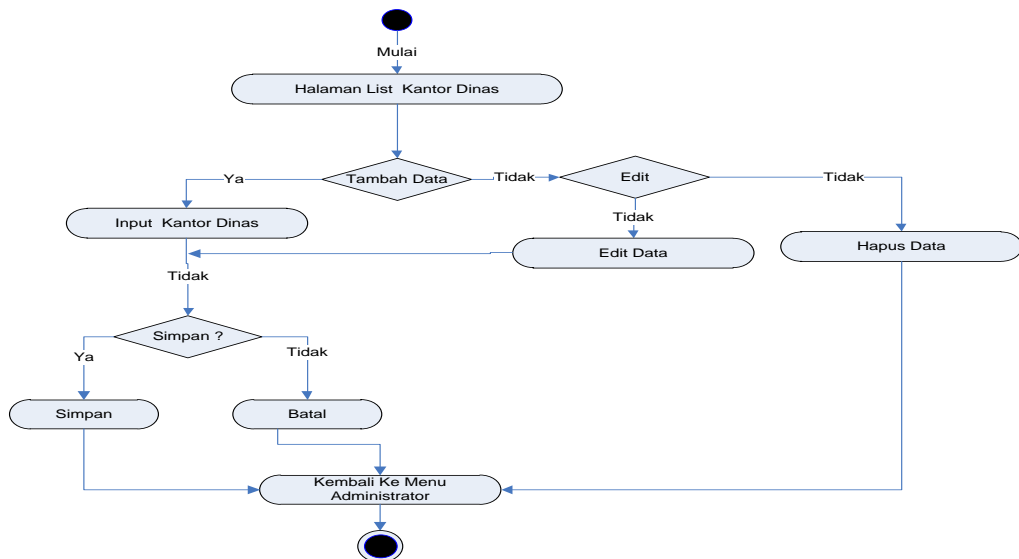 Mulai
Halaman List Kantor Dinas
Tambah Data
Ya
Tidak
Edit
Tidak
Input Kantor Dinas
Tidak
Edit Data
Hapus Data
Tidak
Simpan ?
Ya
Tidak
Simpan
Batal
Kembali Ke Menu
Administrator